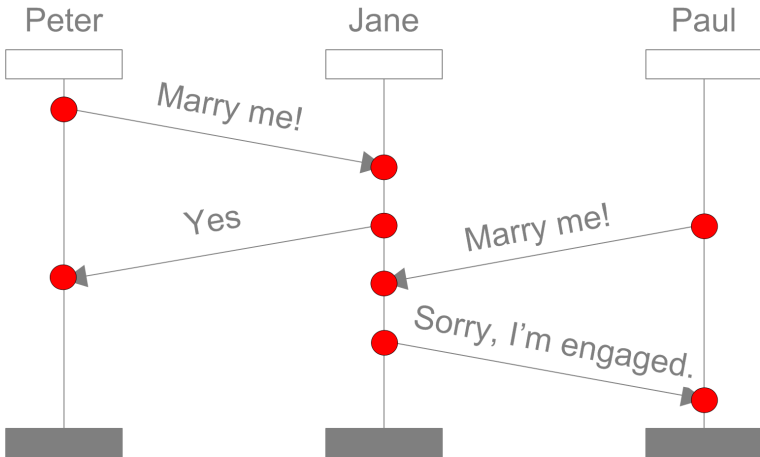 Peter
Jane
Paul
Marry me!
Yes
Marry me!
Sorry, I’m engaged.